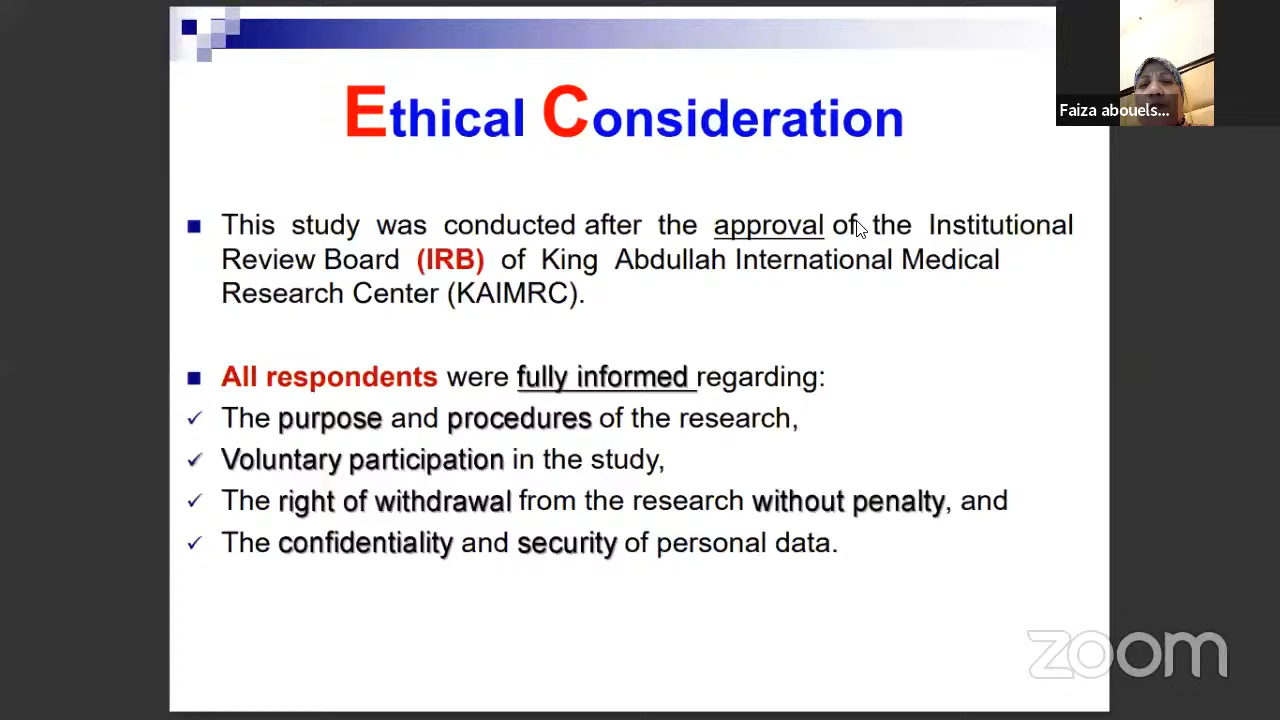 Faiza abouels...
Ethical Consideration
This study was conducted after the approval of the Institutional
Review Board (IRB) of King Abdullah International Medical
Research Center (KAIMRC).
All respondents were fully informed regarding:
The purpose and procedures of the research,
Voluntary participation in the study,
The right of withdrawal from the research without penalty, and
The confidentiality and security of personal data.
zoom